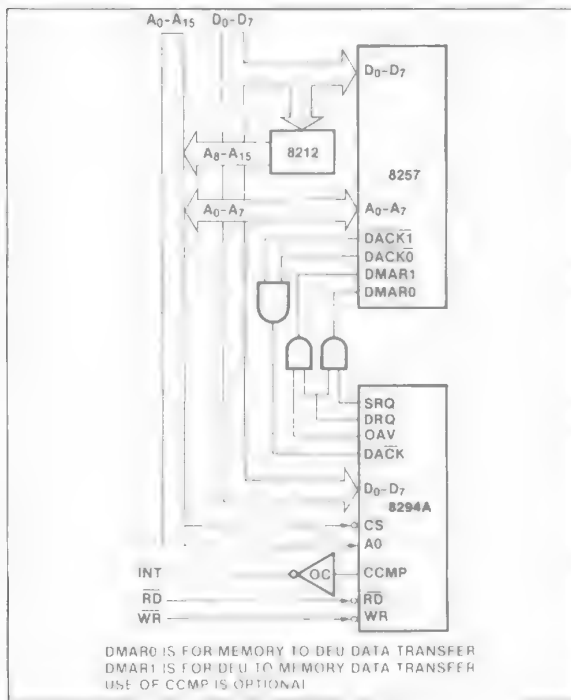 A0-A15 D0-D7
D0-D7
8212
A8-A15
8257
A0-A7
A0-A7
DACK1
DACK0
DMAR1
DMAR0
SRQ
DRQ
OAV
DACK
D0-D7
8294A
CS
A0
INT
OC
CCMP
RD
RD
WR
WR
DMAR0 IS FOR MEMORY TO DEU DATA TRANSFER
DMAR1 IS FOR DEU TO MEMORY DATA TRANSFER
USE OF CCMP IS OPTIONAL